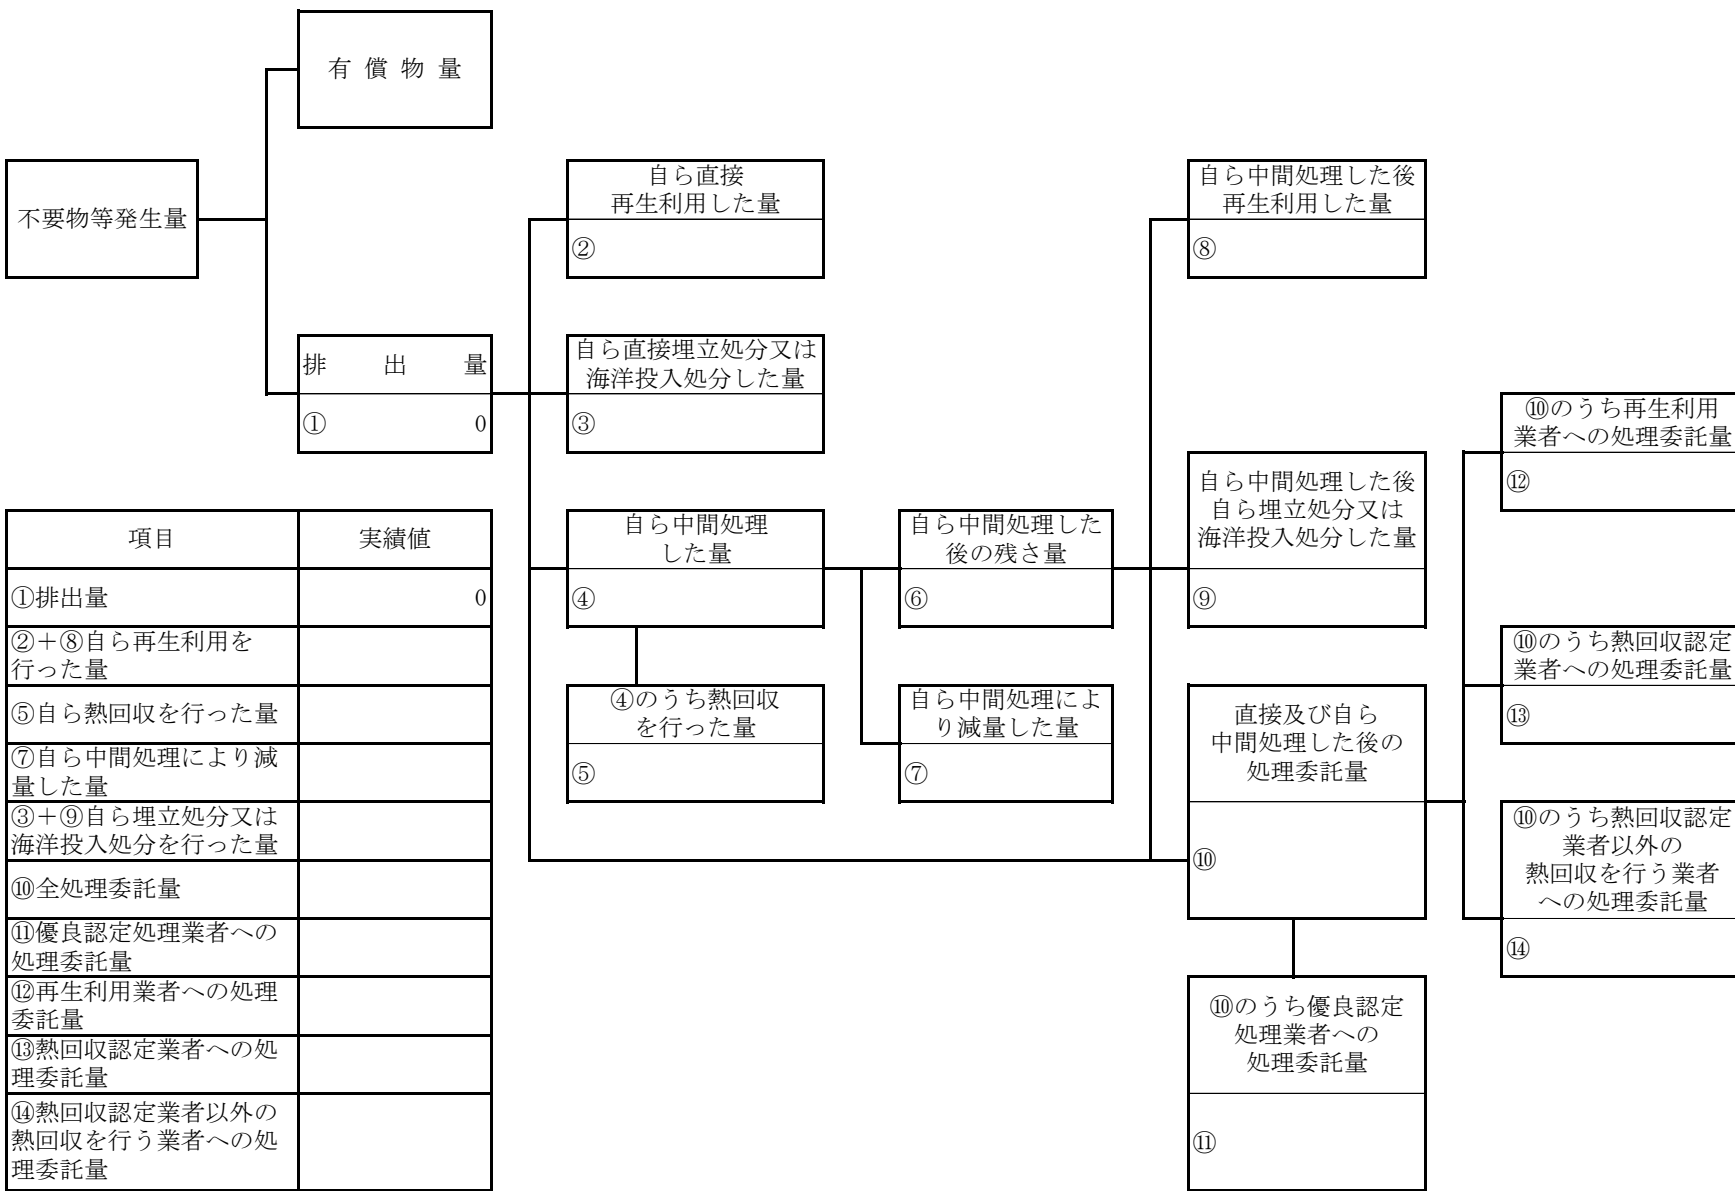 有償物量
不要物等発生量
自ら直接
再生利用した量
②
自ら中間処理した後
再生利用した量
⑧
排出量
① 0
自ら直接埋立処分又は
海洋投入処分した量
③
⑩のうち再生利用
業者への処理委託量
⑫
自ら中間処理
した量
④
自ら中間処理した
後の残さ量
⑥
自ら中間処理した後
自ら埋立処分又は
海洋投入処分した量
⑨
④のうち熱回収
を行った量
⑤
自ら中間処理によ
り減量した量
⑦
直接及び自ら
中間処理した後の
処理委託量
⑩
⑩のうち熱回収認定
業者への処理委託量
⑬
⑩のうち熱回収認定
業者以外の
熱回収を行う業者
への処理委託量
⑭
⑩のうち優良認定
処理業者への
処理委託量
⑪
項目 実績値
①排出量 0
②＋⑧自ら再生利用を
行った量
⑤自ら熱回収を行った量
⑦自ら中間処理により減
量した量
③＋⑨自ら埋立処分又は
海洋投入処分を行った量
⑩全処理委託量
⑪優良認定処理業者への
処理委託量
⑫再生利用業者への処理
委託量
⑬熱回収認定業者への処
理委託量
⑭熱回収認定業者以外の
熱回収を行う業者への処
理委託量